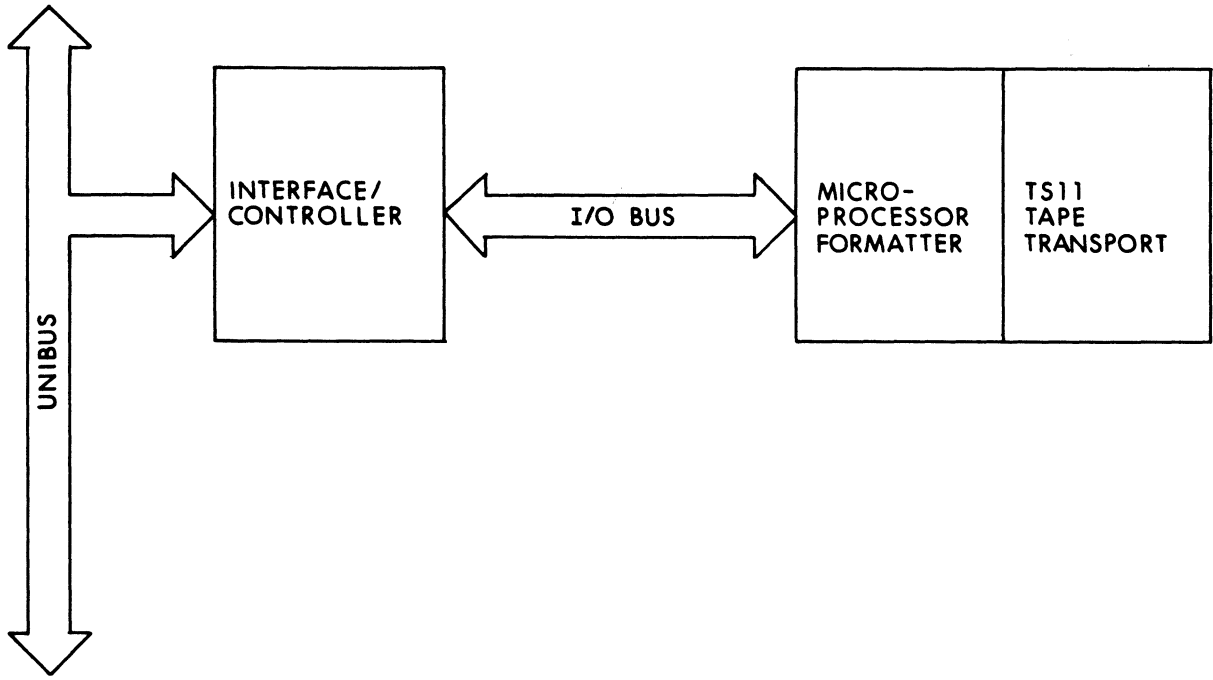 UNIBUS
INTERFACE/
CONTROLLER
I/O BUS
MICRO-
PROCESSOR
FORMATTER
TS11
TAPE
TRANSPORT